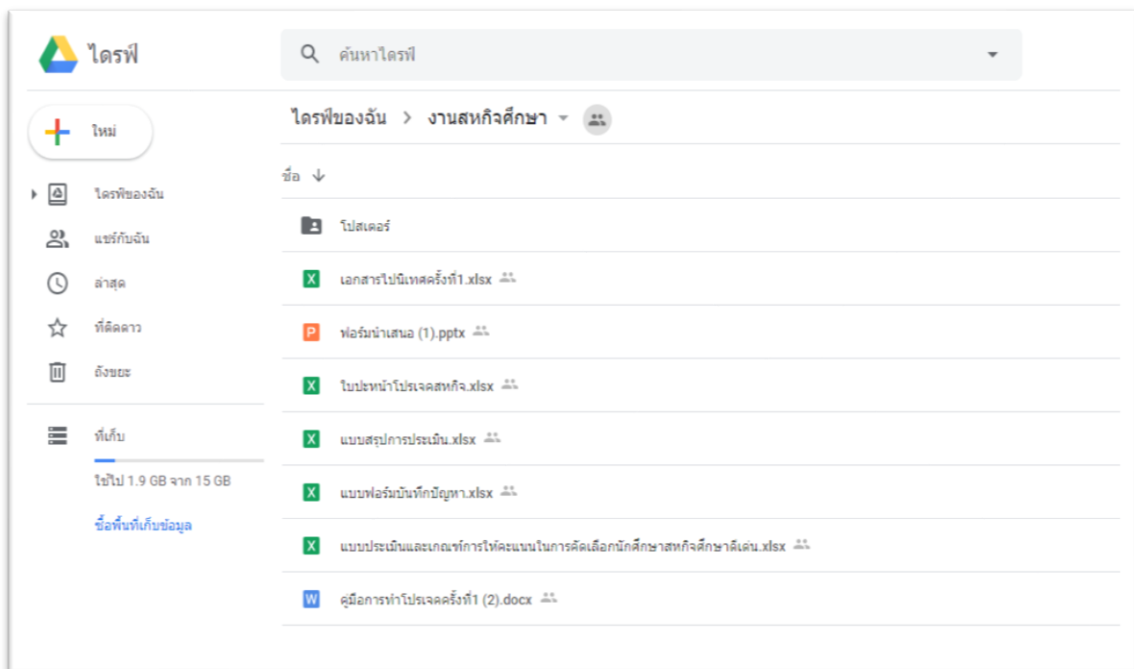 ไดรฟ์
ค้นหาไดรฟ์
ใหม่
ไดรฟ์ของฉัน > งานสหกิจศึกษา
ชื่อ
ไดรฟ์ของฉัน
แชร์กับฉัน
ล่าสุด
ที่ติดดาว
ถังขยะ
ที่เก็บ
ใช้ไป 1.9 GB จาก 15 GB
ซื้อพื้นที่เก็บข้อมูล
โปสเตอร์
เอกสารไปนิเทศครั้งที่1.xlsx
ฟอร์มนำเสนอ (1).pptx
ใบปะหน้าโปรเจคสหกิจ.xlsx
แบบสรุปการประเมิน.xlsx
แบบฟอร์มบันทึกปัญหา.xlsx
แบบประเมินและเกณฑ์การให้คะแนนในการคัดเลือกนักศึกษาสหกิจศึกษาดีเด่น.xlsx
คู่มือการทำโปรเจคครั้งที่1 (2).docx